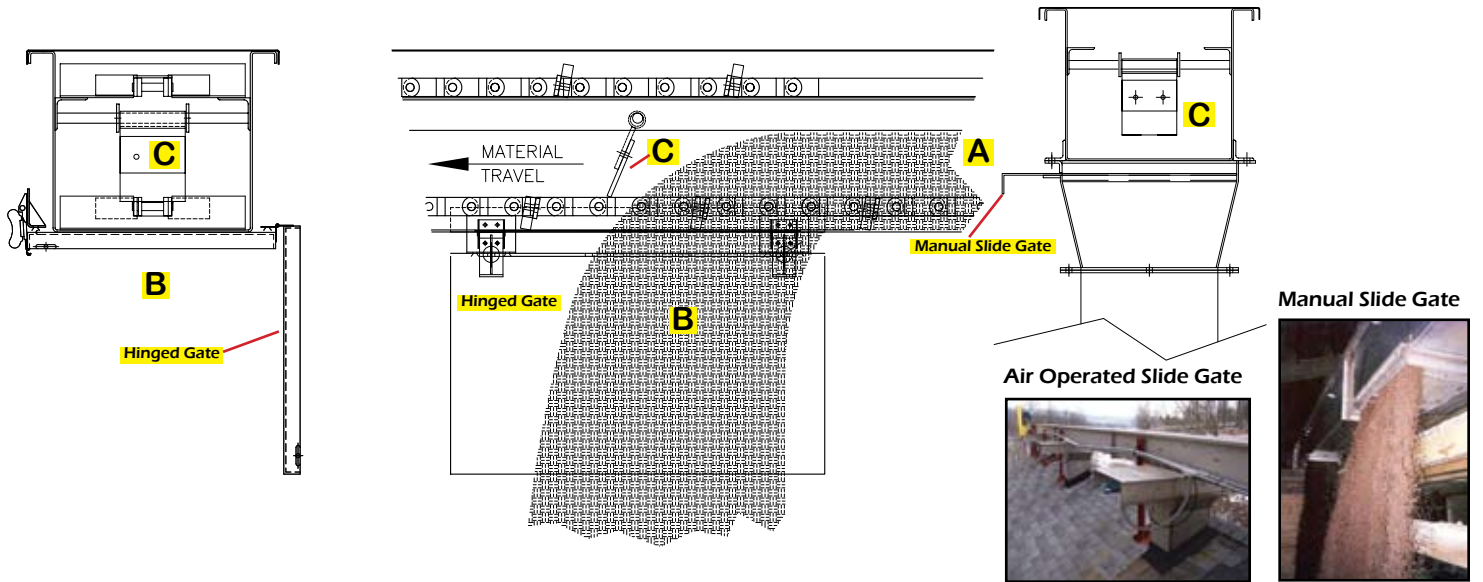 C
B
Hinged Gate
MATERIAL
TRAVEL
C
A
Hinged Gate
B
C
Manual Slide Gate
Air Operated Slide Gate
Manual Slide Gate